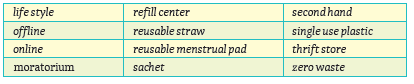 life style refill center second hand
offline reusable straw single use plastic
online reusable menstrual pad thrift store
moratorium sachet zero waste